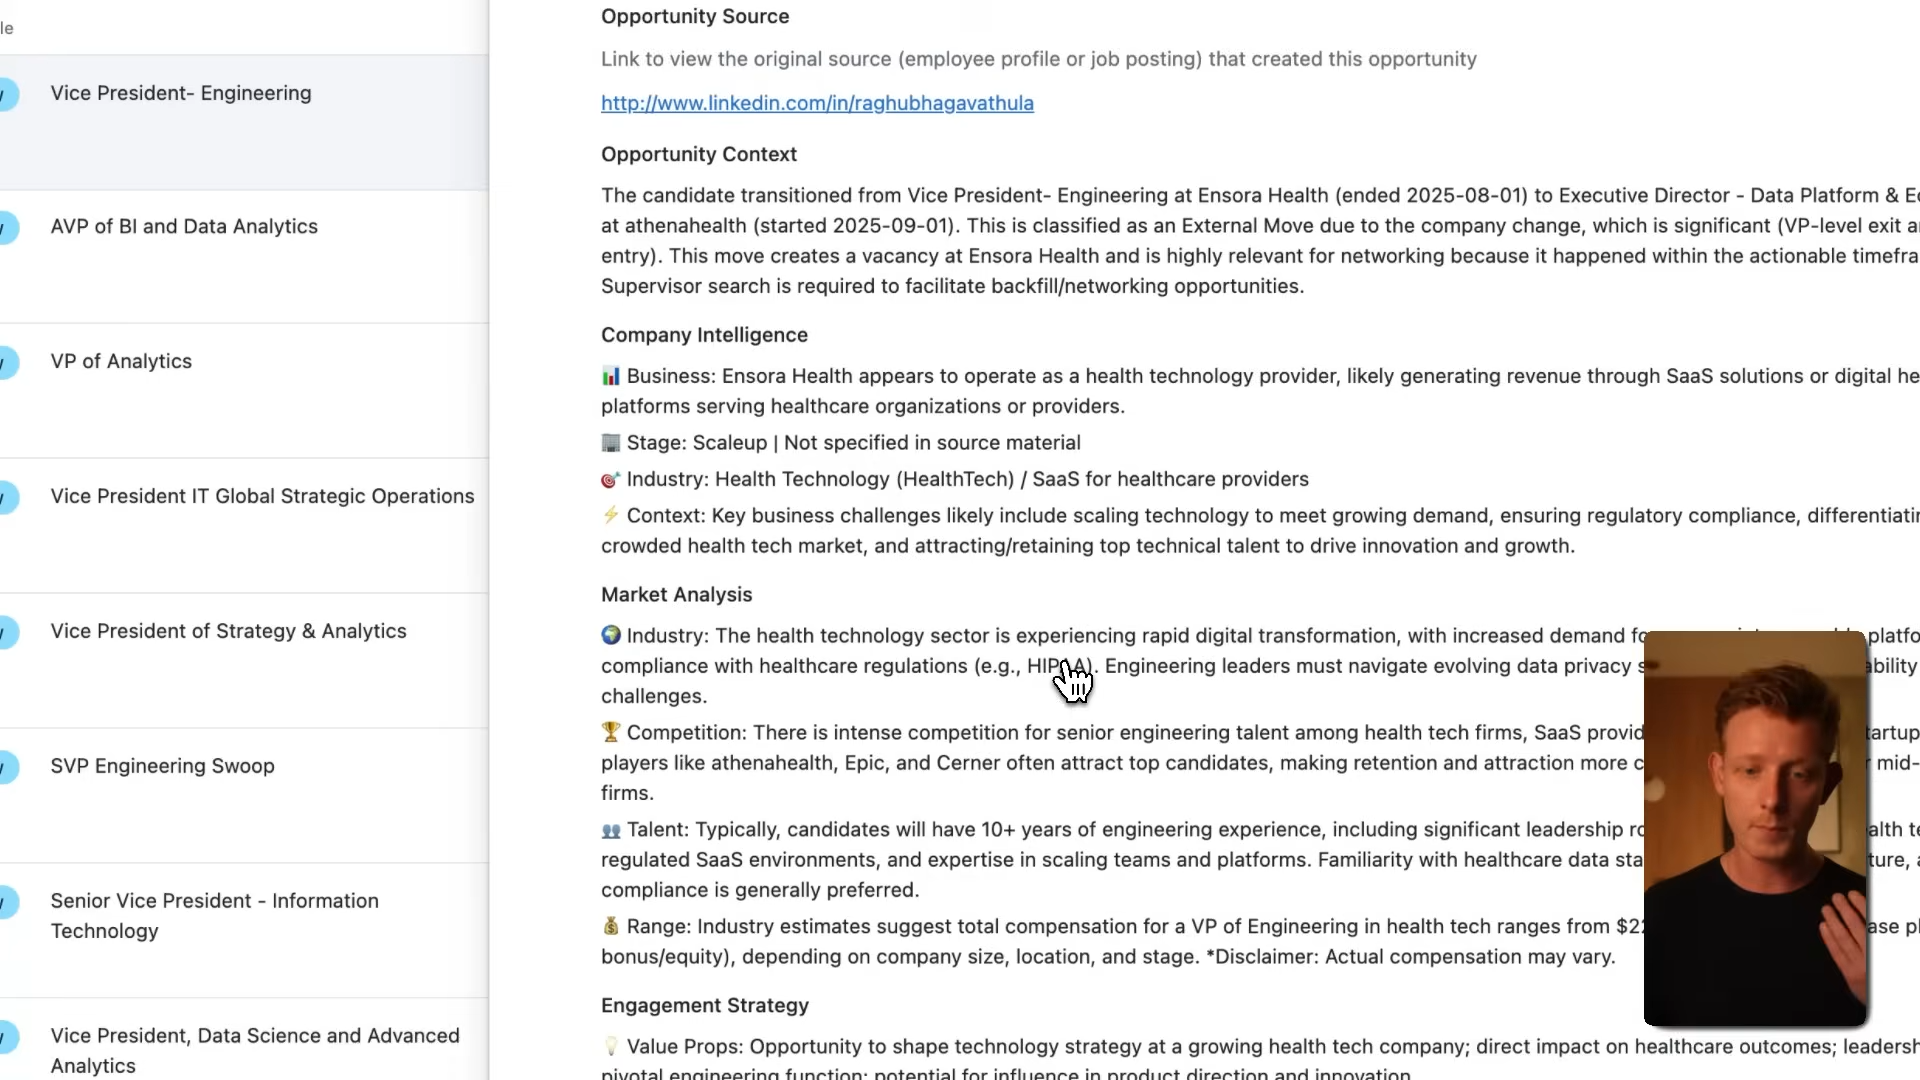 le
Vice President- Engineering
AVP of BI and Data Analytics
VP of Analytics
Vice President IT Global Strategic Operations
Vice President of Strategy & Analytics
SVP Engineering Swoop
Senior Vice President - Information
Technology
Vice President, Data Science and Advanced
Analytics
Opportunity Source
Link to view the original source (employee profile or job posting) that created this opportunity
http://www.linkedin.com/in/raghubhagavathula
Opportunity Context
The candidate transitioned from Vice President- Engineering at Ensora Health (ended 2025-08-01) to Executive Director - Data Platform &
at athenahealth (started 2025-09-01). This is classified as an External Move due to the company change, which is significant (VP-level exit
entry). This move creates a vacancy at Ensora Health and is highly relevant for networking because it happened within the actionable
Supervisor search is required to facilitate backfill/networking opportunities.
Company Intelligence
📊 Business: Ensora Health appears to operate as a health technology provider, likely generating revenue through SaaS solutions or digital
platforms serving healthcare organizations or providers.
🏢 Stage: Scaleup | Not specified in source material
🎯 Industry: Health Technology (HealthTech) / SaaS for healthcare providers
⚡ Context: Key business challenges likely include scaling technology to meet growing demand, ensuring regulatory compliance,
crowded health tech market, and attracting/retaining top technical talent to drive innovation and growth.
Market Analysis
🌍 Industry: The health technology sector is experiencing rapid digital transformation, with increased demand
compliance with healthcare regulations (e.g., HIPAA). Engineering leaders must navigate evolving data privacy
challenges.
🏆 Competition: There is intense competition for senior engineering talent among health tech firms, SaaS
players like athenahealth, Epic, and Cerner often attract top candidates, making retention and attraction more mid-
firms.
👥 Talent: Typically, candidates will have 10+ years of engineering experience, including significant leadership
regulated SaaS environments, and expertise in scaling teams and platforms. Familiarity with healthcare data
compliance is generally preferred.
💰 Range: Industry estimates suggest total compensation for a VP of Engineering in health tech ranges from
bonus/equity), depending on company size, location, and stage. *Disclaimer: Actual compensation may vary.
Engagement Strategy
💡 Value Props: Opportunity to shape technology strategy at a growing health tech company; direct impact on healthcare outcomes;
pivotal engineering function; potential for influence in product direction and innovation